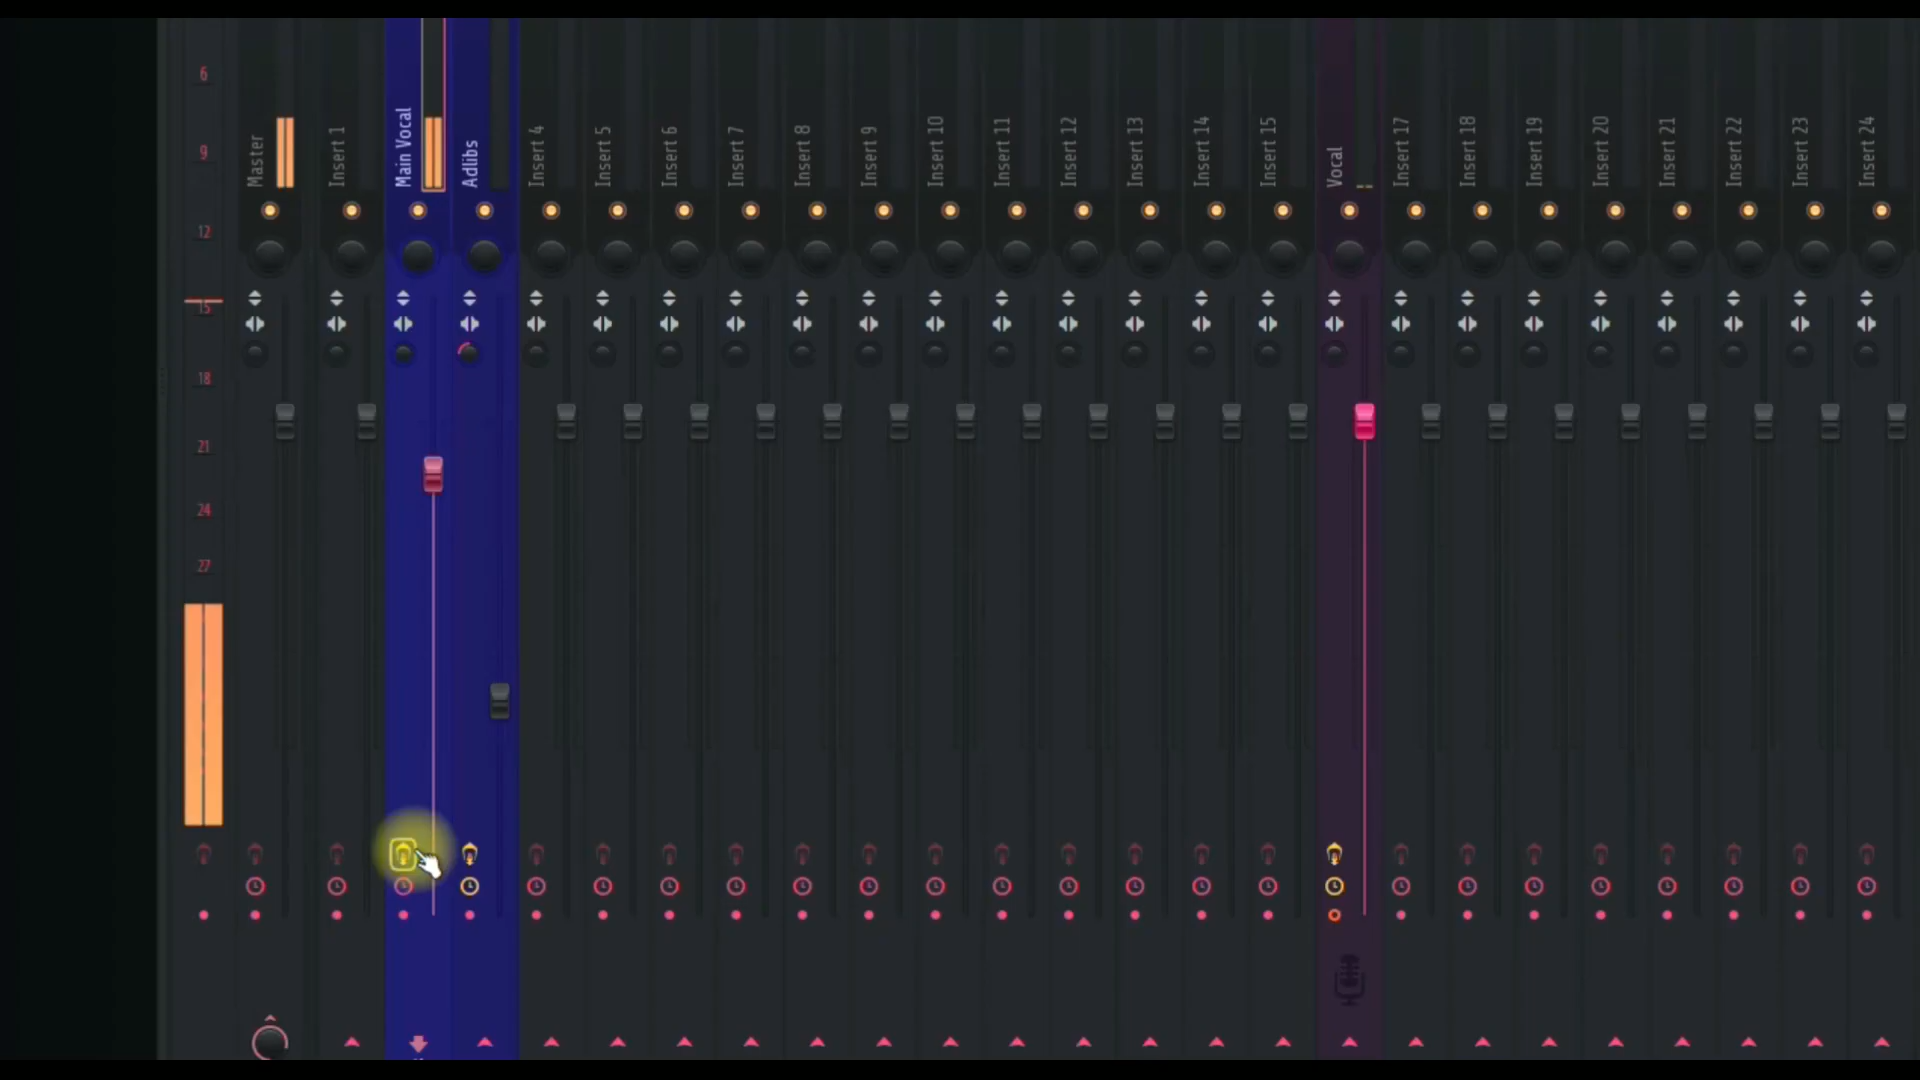 6
9
12
15
18
21
24
27
Master
Insert 1
Main Vocal
Adlibs
Insert 4
Insert 5
Insert 6
Insert 7
Insert 8
Insert 9
Insert 10
Insert 11
Insert 12
Insert 13
Insert 14
Insert 15
Vocal
Insert 17
Insert 18
Insert 19
Insert 20
Insert 21
Insert 22
Insert 23
Insert 24